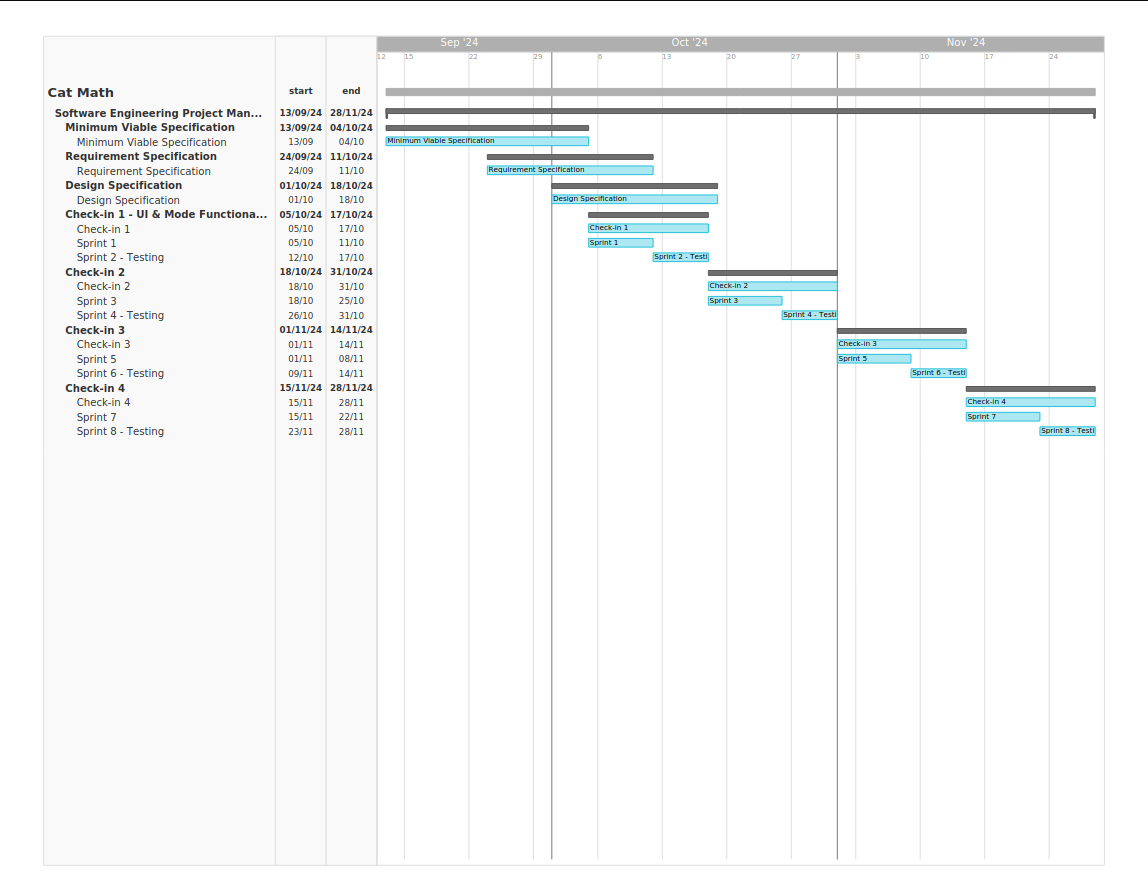 Sep '24 Oct '24 Nov '24
12 15 22 29 6 13 20 27 3 10 17 24
Cat Math start end
Software Engineering Project Man... 13/09/24 28/11/24
Minimum Viable Specification 13/09/24 04/10/24
Minimum Viable Specification 13/09 04/10 Minimum Viable Specification
Requirement Specification 24/09/24 11/10/24
Requirement Specification 24/09 11/10 Requirement Specification
Design Specification 01/10/24 18/10/24
Design Specification 01/10 18/10 Design Specification
Check-in 1 - UI & Mode Functiona... 05/10/24 17/10/24
Check-in 1 05/10 17/10 Check-in 1
Sprint 1 05/10 11/10 Sprint 1
Sprint 2 - Testing 12/10 17/10 Sprint 2 - Testi
Check-in 2 18/10/24 31/10/24
Check-in 2 18/10 31/10 Check-in 2
Sprint 3 18/10 25/10 Sprint 3
Sprint 4 - Testing 26/10 31/10 Sprint 4 - Testi
Check-in 3 01/11/24 14/11/24
Check-in 3 01/11 14/11 Check-in 3
Sprint 5 01/11 08/11 Sprint 5
Sprint 6 - Testing 09/11 14/11 Sprint 6 - Testi
Check-in 4 15/11/24 28/11/24
Check-in 4 15/11 28/11 Check-in 4
Sprint 7 15/11 22/11 Sprint 7
Sprint 8 - Testing 23/11 28/11 Sprint 8 - Testi